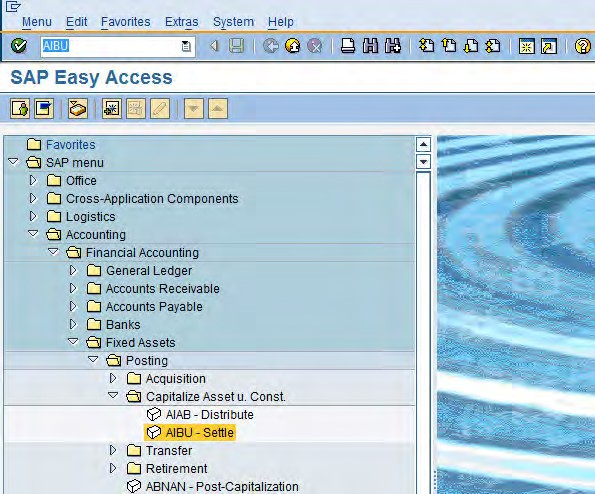 Menu Edit Favorites Extras System Help
AIBU
SAP Easy Access
Favorites
SAP menu
Office
Cross-Application Components
Logistics
Accounting
Financial Accounting
General Ledger
Accounts Receivable
Accounts Payable
Banks
Fixed Assets
Posting
Acquisition
Capitalize Asset u. Const.
AIAB - Distribute
AIBU - Settle
Transfer
Retirement
ABNAN - Post-Capitalization